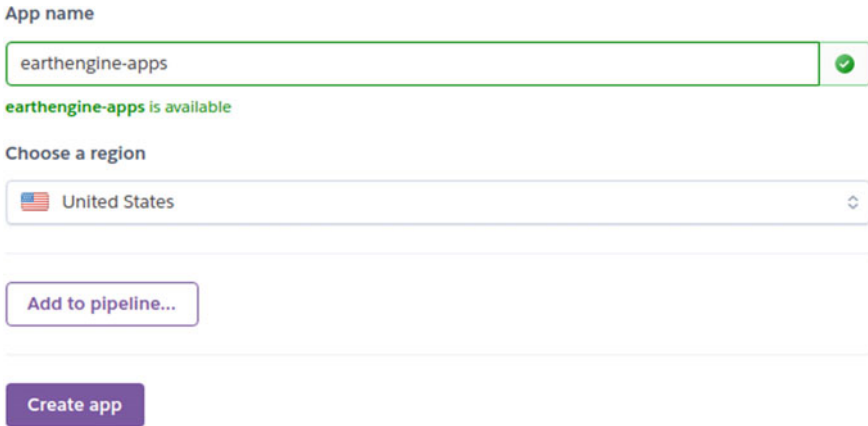 App name
earthengine-apps
earthengine-apps is available
Choose a region
United States
Add to pipeline...
Create app